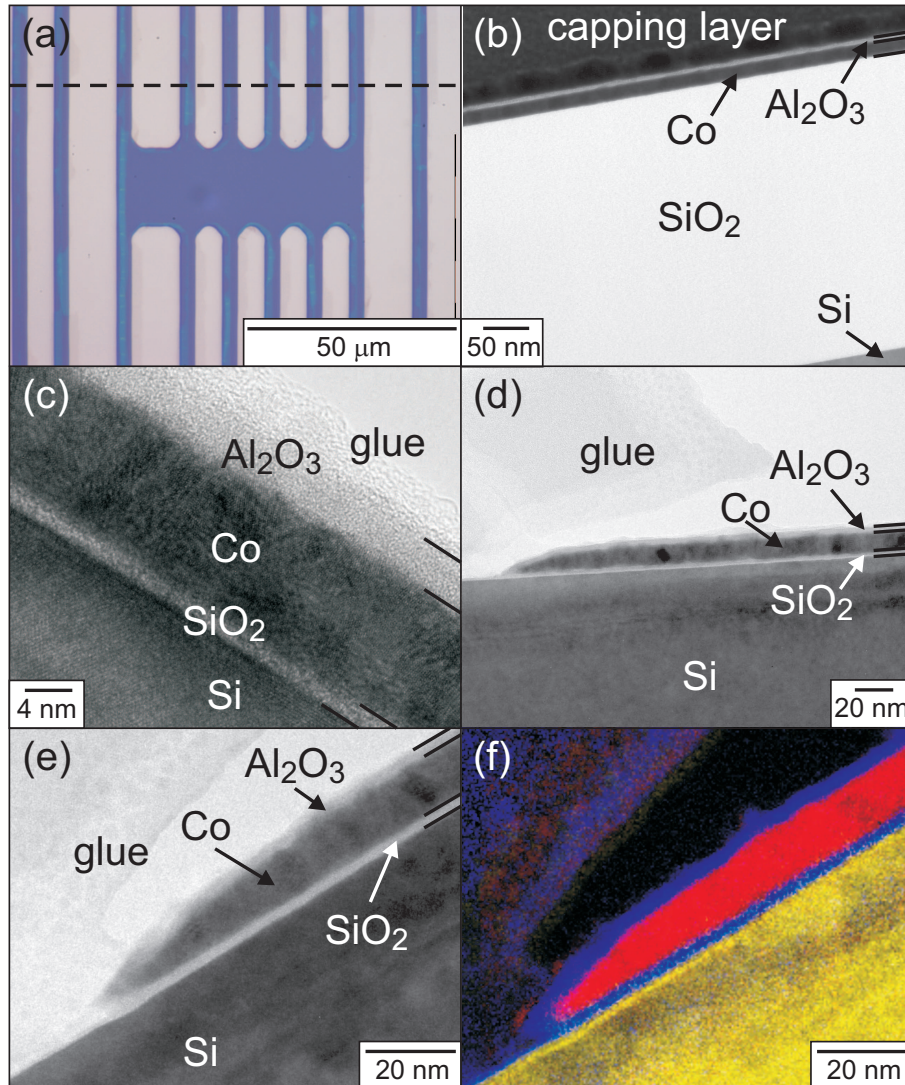 (a)
50 μm
(b)
capping layer
Al₂O₃
Co
SiO₂
Si
50 nm
(c)
glue
Al₂O₃
Co
SiO₂
Si
4 nm
(d)
glue
Al₂O₃
Co
SiO₂
Si
20 nm
(e)
Al₂O₃
Co
glue
SiO₂
Si
20 nm
(f)
20 nm